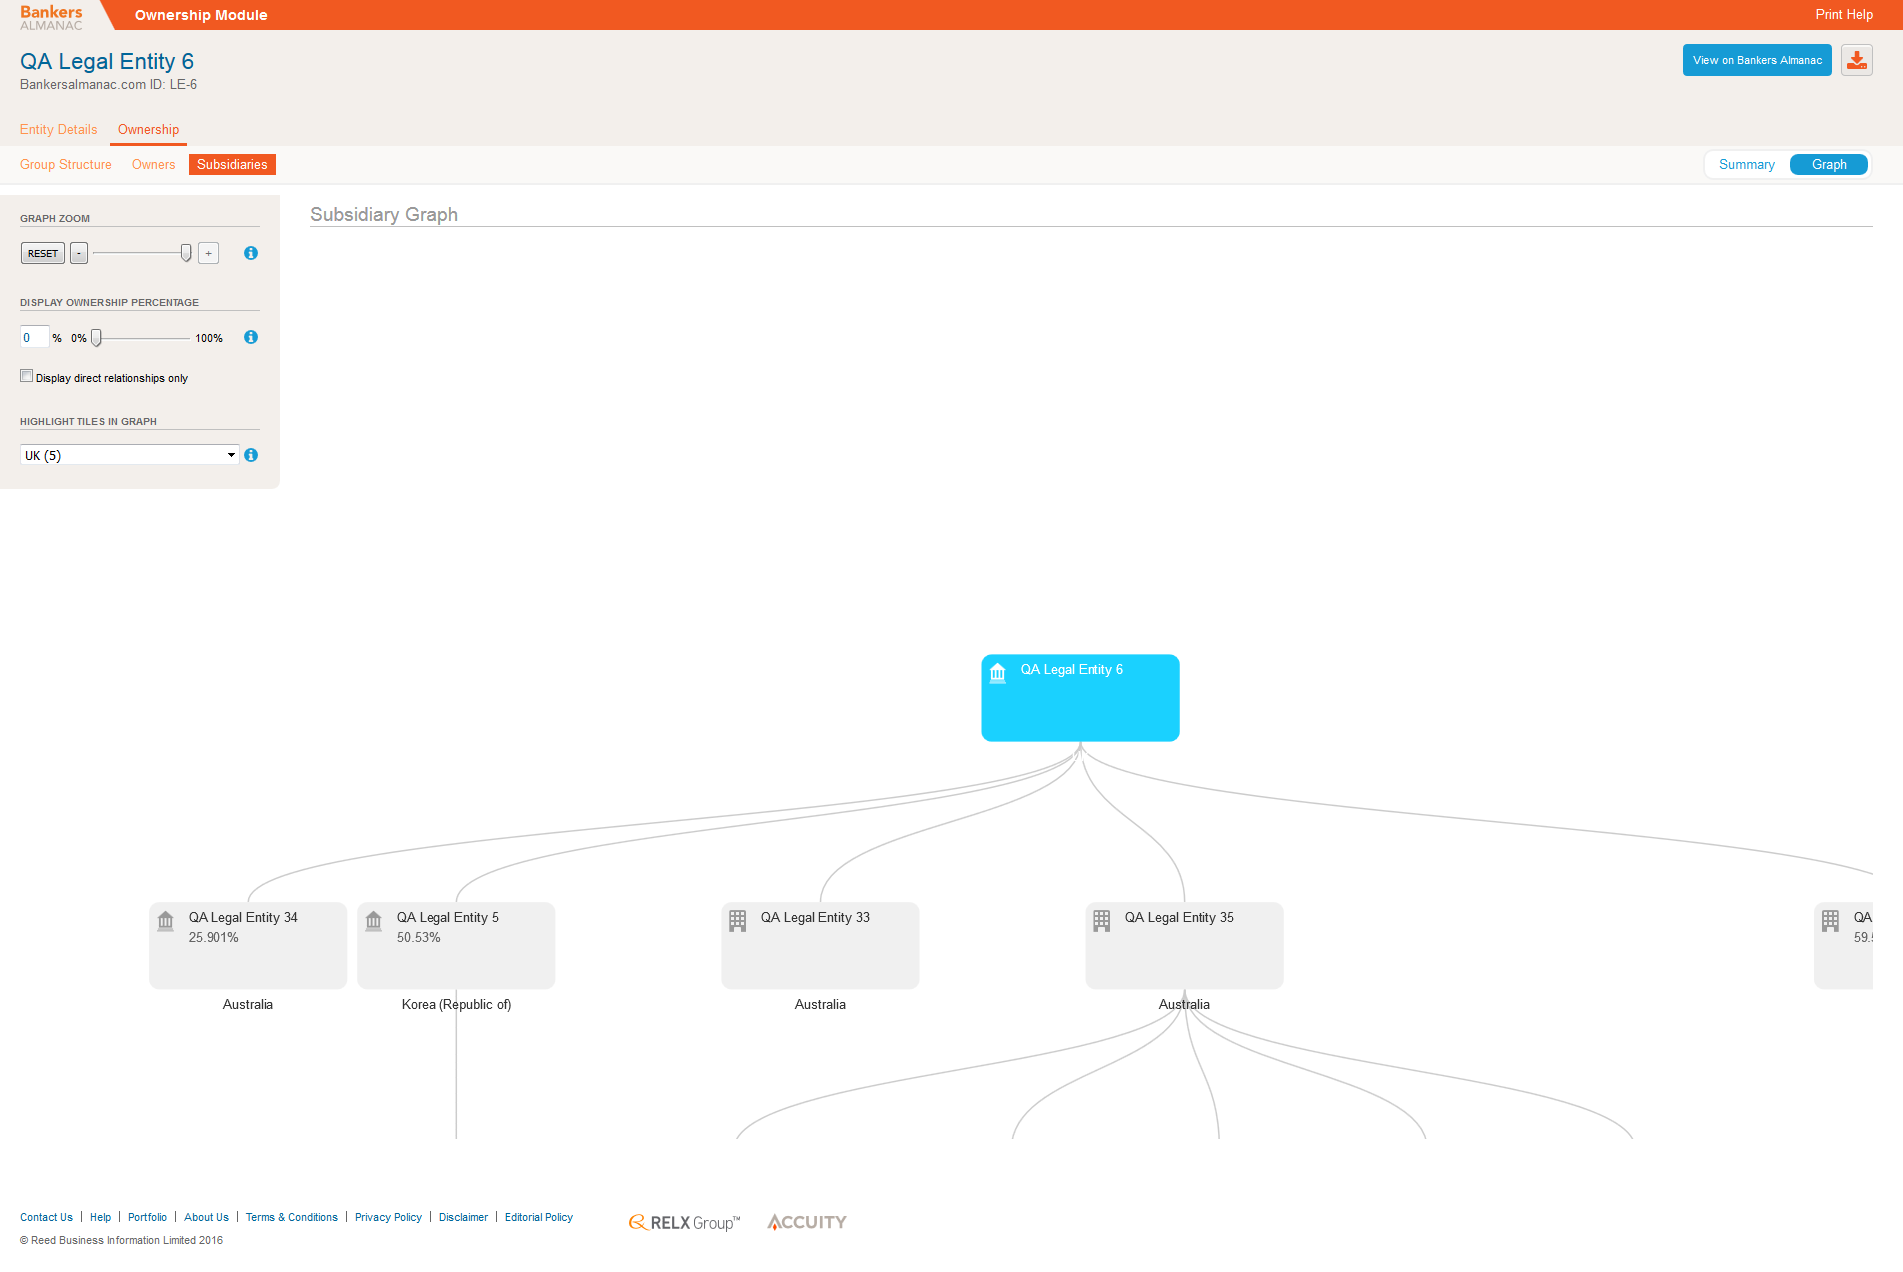 Bankers
ALMANAC
Ownership Module
Print Help
QA Legal Entity 6
Bankersalmanac.com ID: LE-6
View on Bankers Almanac
Entity Details Ownership
Group Structure Owners Subsidiaries
Summary Graph
GRAPH ZOOM
RESET - +
DISPLAY OWNERSHIP PERCENTAGE
0 % 0% 100%
Display direct relationships only
HIGHLIGHT TILES IN GRAPH
UK (5)
Subsidiary Graph
QA Legal Entity 6
QA Legal Entity 34
25.901%
Australia
QA Legal Entity 5
50.53%
Korea (Republic of)
QA Legal Entity 33
Australia
QA Legal Entity 35
Australia
QA
Contact Us | Help | Portfolio | About Us | Terms & Conditions | Privacy Policy | Disclaimer | Editorial Policy
RELX Group™ ACCUITY
© Reed Business Information Limited 2016